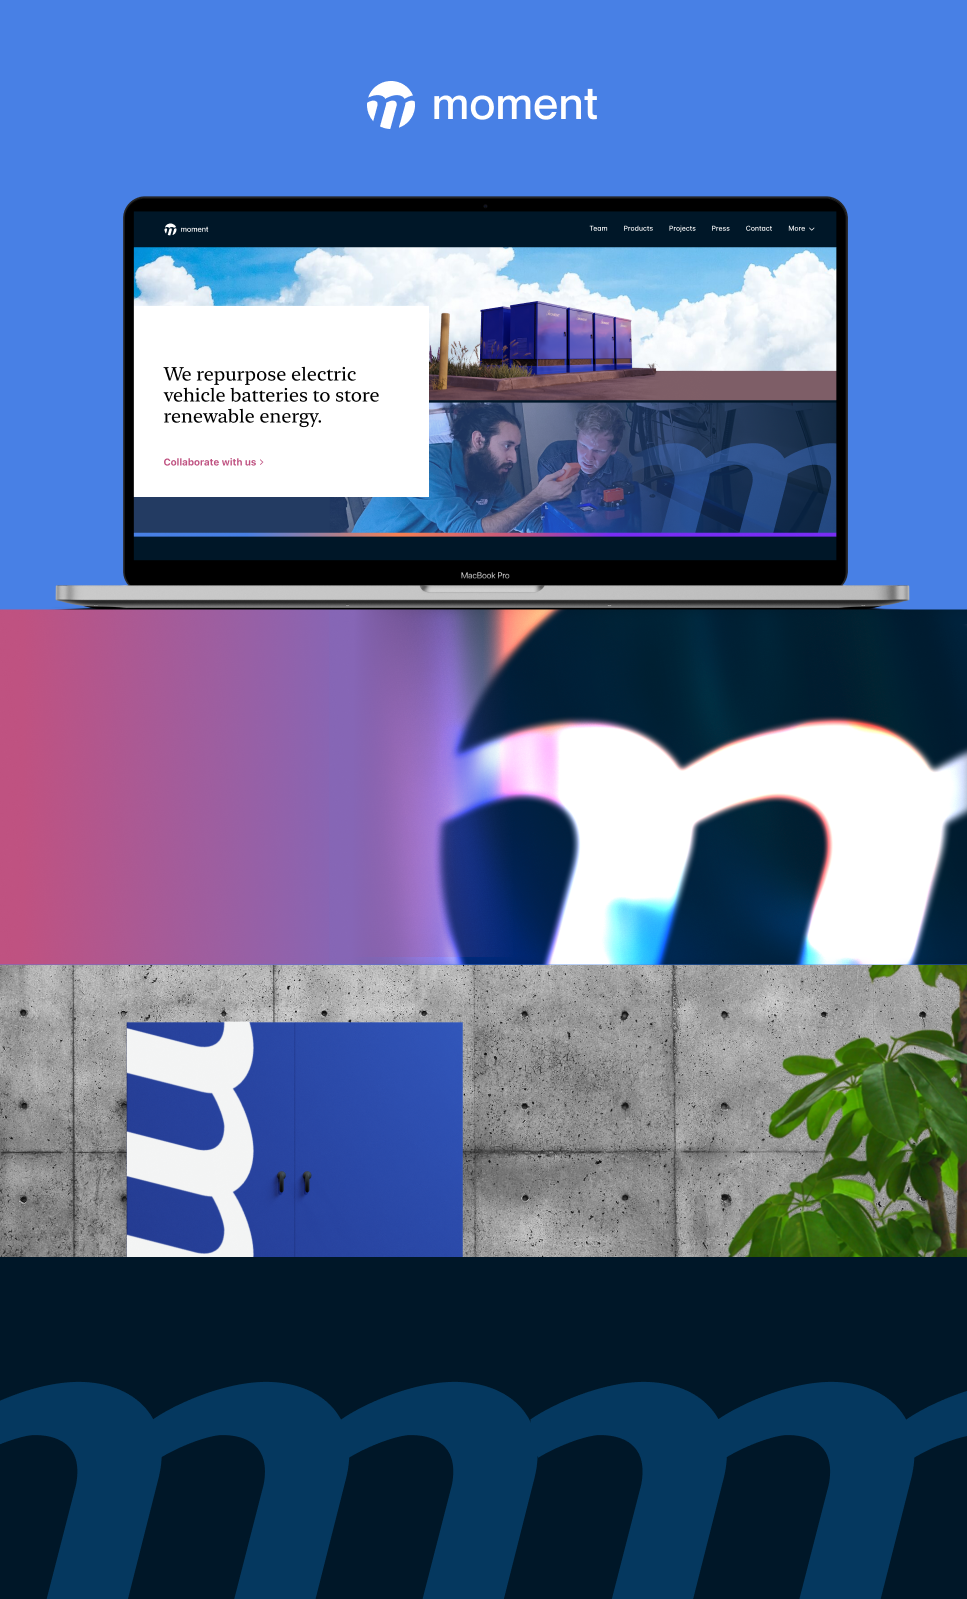 moment
moment
Team Products Projects Press Contact More
We repurpose electric
vehicle batteries to store
renewable energy.
Collaborate with us
MacBook Pro